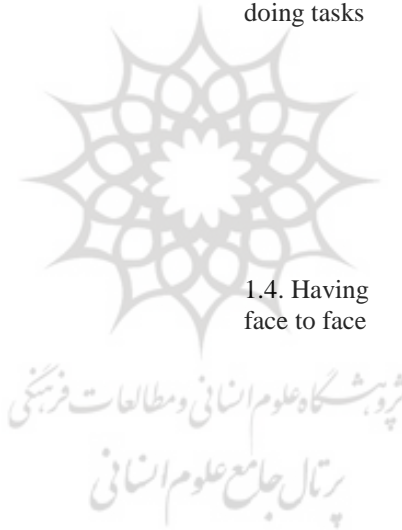 doing tasks
1.4. Having
face to face
پژوهشگاه علوم انسانی و مطالعات فرهنگی
پرتال جامع علوم انسانی